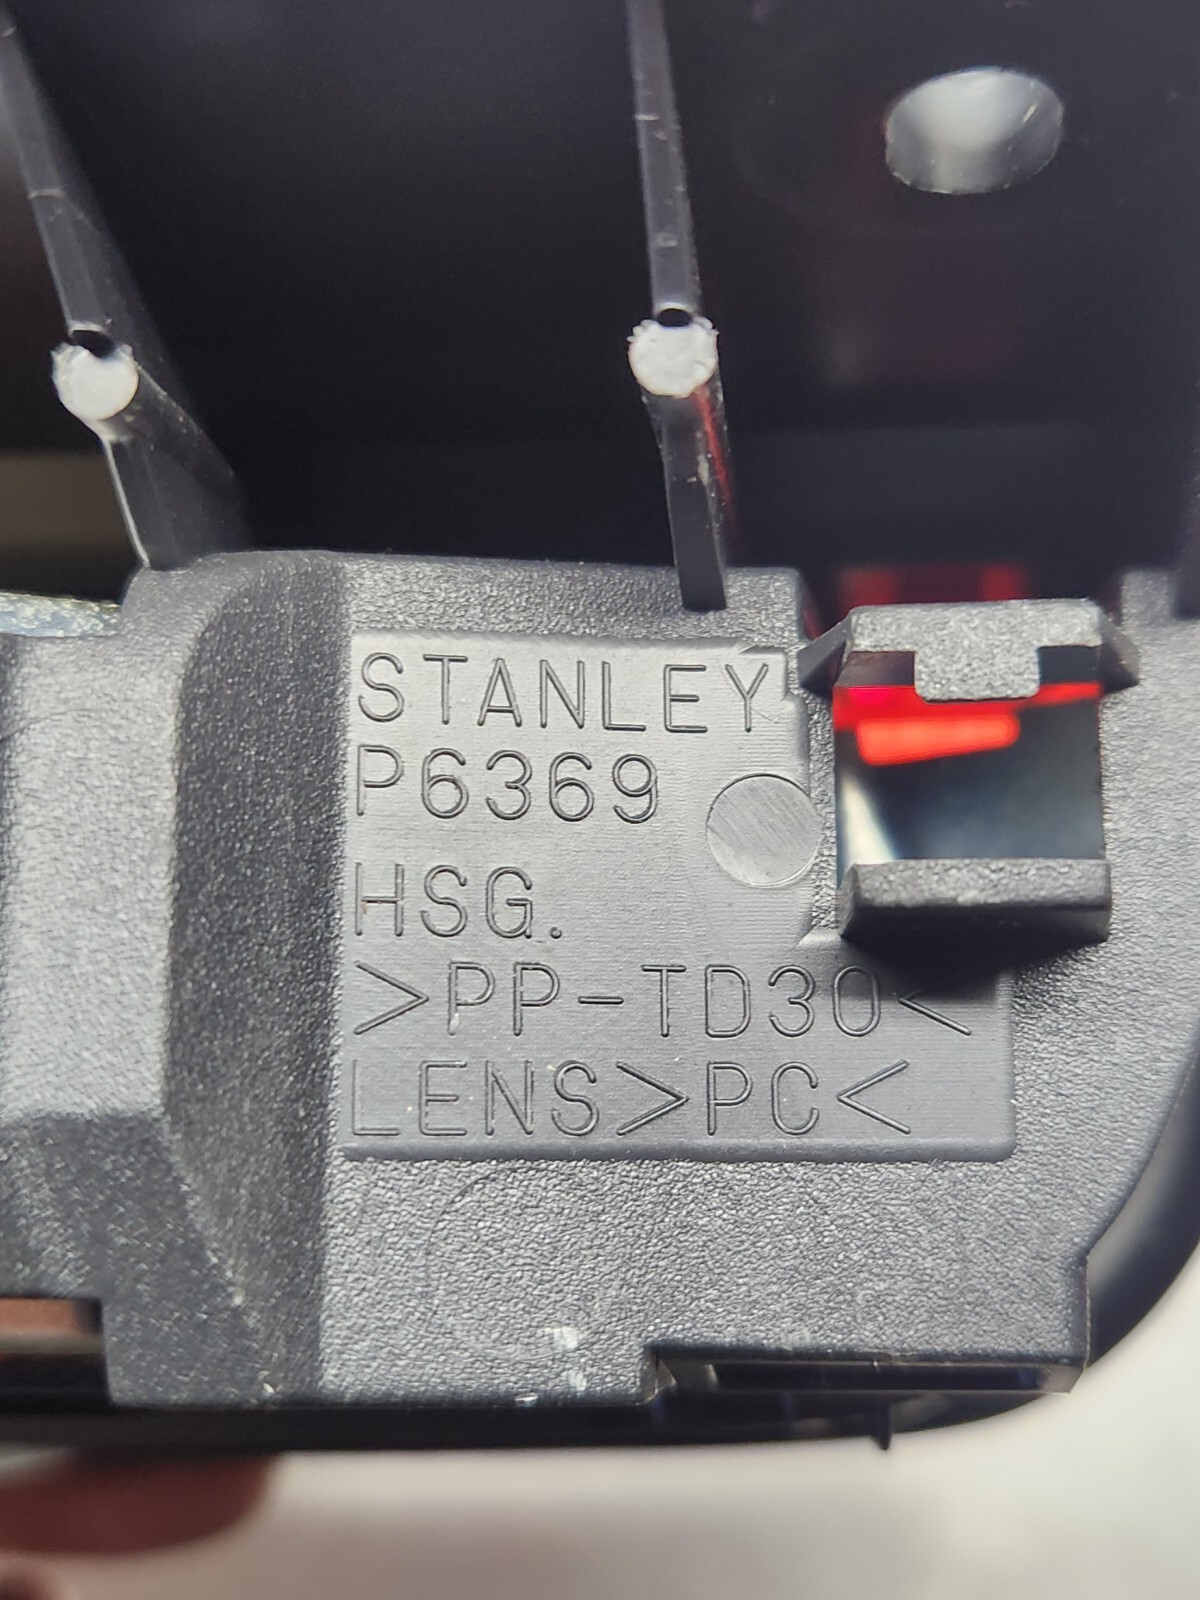 STANLEY
P6369
HSG.
>PP-TD30<
LENS>PC<